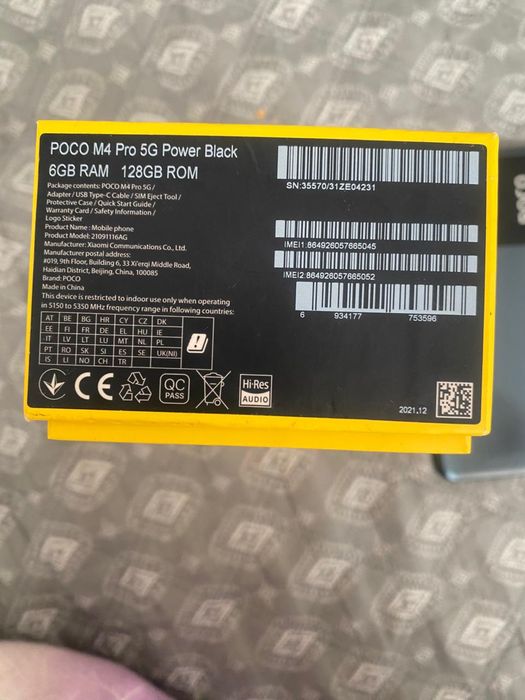 POCO M4 Pro 5G Power Black
6GB RAM 128GB ROM
Package contents: POCO M4 Pro 5G /
Adapter / USB Type-C Cable / SIM Eject Tool /
Protective Case / Quick Start Guide /
Warranty Card / Safety Information /
Logo Sticker
Product Name : Mobile phone
Product Model: 21091116AG
Manufacturer: Xiaomi Communications Co., Ltd.
Manufacturer postal address:
#019, 9th Floor, Building 6, 33 Xi'erqi Middle Road,
Haidian District, Beijing, China, 100085
Brand: POCO
Made in China
This device is restricted to indoor use only when operating
in 5150 to 5350 MHz frequency range in following countries:
AT BE BG HR CY CZ DK
EE FI FR DE EL HU IE
IT LV LT LU MT NL PL
PT RO SK SI ES SE UK(NI)
IS LI NO CH TR
CE
QC
PASS
Hi-Res
AUDIO
SN:35570/31ZE04231
IMEI1:864926057665045
IMEI2:864926057665052
6 934177 753596
2021.12